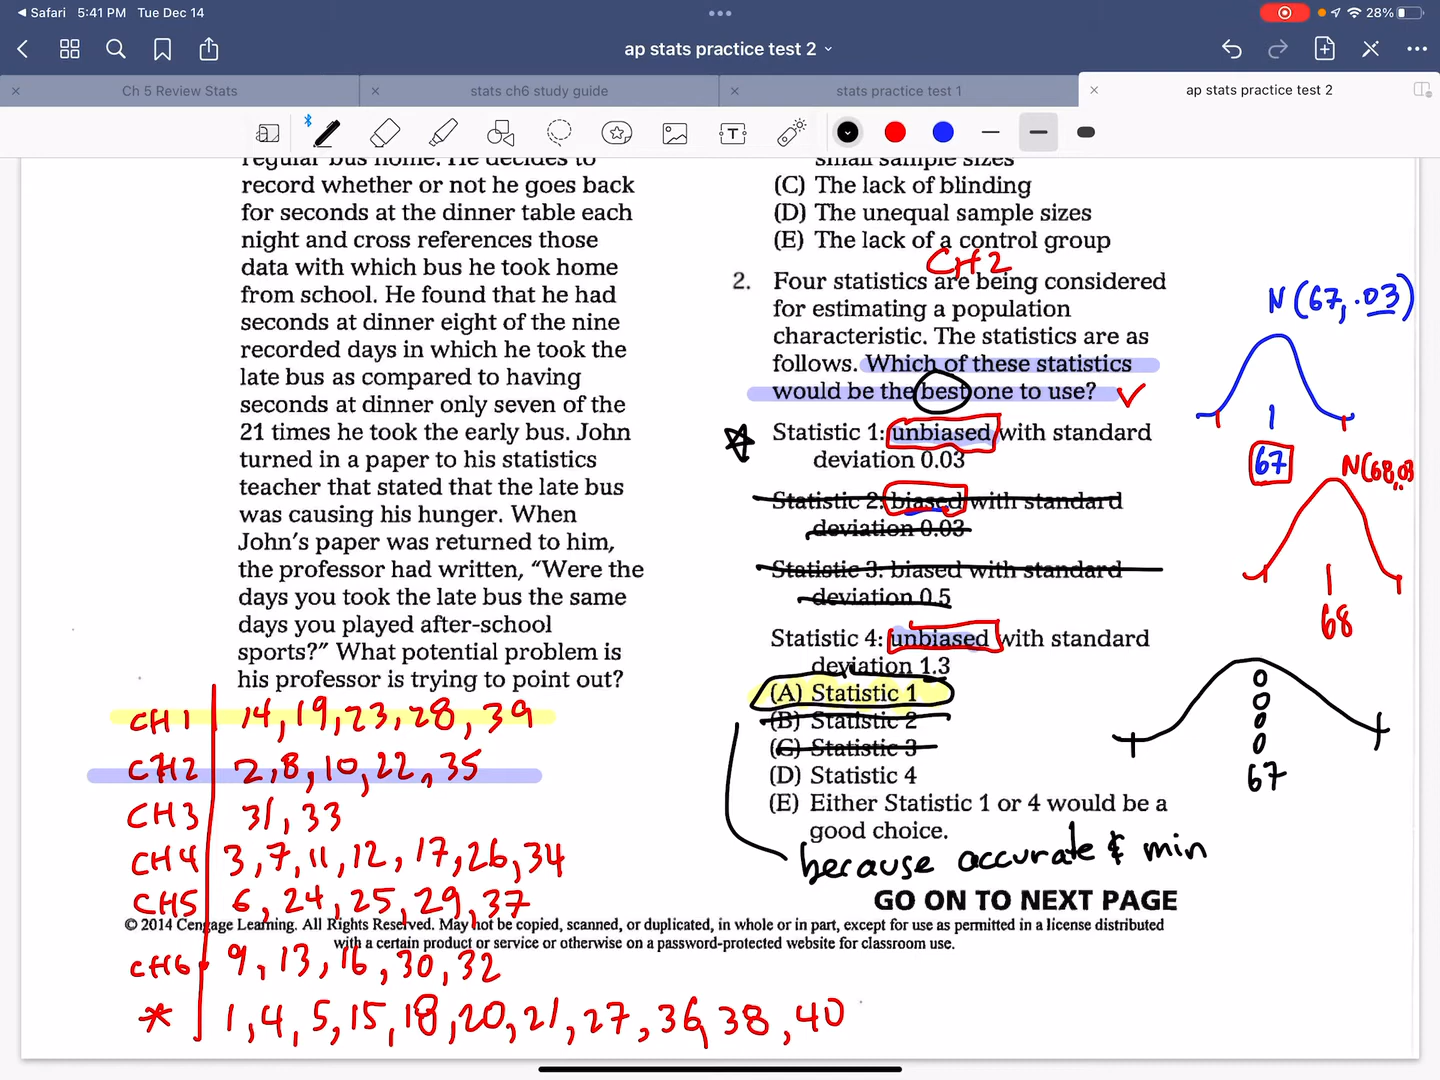 Safari 5:41 PM Tue Dec 14
28%
ap stats practice test 2
Ch 5 Review Stats
stats ch6 study guide
stats practice test 1
ap stats practice test 2
regular bus home. He decides to
record whether or not he goes back
for seconds at the dinner table each
night and cross references those
data with which bus he took home
from school. He found that he had
seconds at dinner eight of the nine
recorded days in which he took the
late bus as compared to having
seconds at dinner only seven of the
21 times he took the early bus. John
turned in a paper to his statistics
teacher that stated that the late bus
was causing his hunger. When
John's paper was returned to him,
the professor had written, "Were the
days you took the late bus the same
days you played after-school
sports?" What potential problem is
his professor is trying to point out?
CH1 14, 19, 23, 28, 39
CH2 2, 8, 10, 22, 35
CH3 31, 33
CH4 3, 7, 11, 12, 17, 26, 34
CH5 6, 24, 25, 29, 37
CH6 9, 13, 16, 30, 32
* 1, 4, 5, 15, 18, 20, 21, 27, 36, 38, 40
small sample sizes
(C) The lack of blinding
(D) The unequal sample sizes
(E) The lack of a control group
CH 2
2. Four statistics are being considered
for estimating a population
characteristic. The statistics are as
follows. Which of these statistics
would be the best one to use?
Statistic 1: unbiased with standard
deviation 0.03
Statistic 2: biased with standard
deviation 0.03
Statistic 3: biased with standard
deviation 0.5
Statistic 4: unbiased with standard
deviation 1.3
(A) Statistic 1
(B) Statistic 2
(C) Statistic 3
(D) Statistic 4
(E) Either Statistic 1 or 4 would be a
good choice.
because accurate & min
N(67, .03)
67
N(68, .03
68
67
GO ON TO NEXT PAGE
© 2014 Cengage Learning. All Rights Reserved. May not be copied, scanned, or duplicated, in whole or in part, except for use as permitted in a license distributed
with a certain product or service or otherwise on a password-protected website for classroom use.